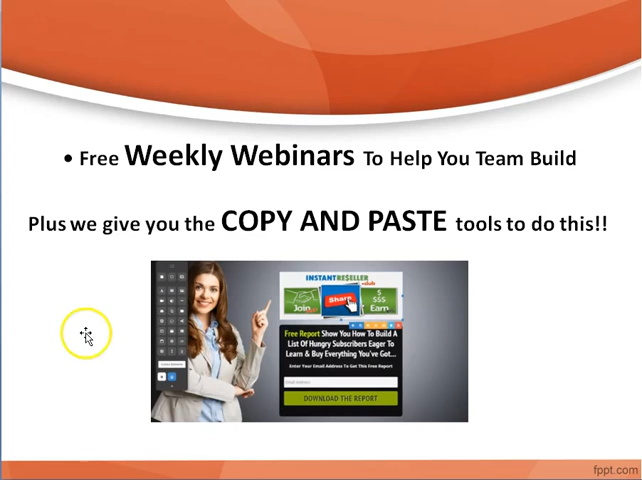 • Free Weekly Webinars To Help You Team Build
Plus we give you the COPY AND PASTE tools to do this!!
INSTANTRESELLER
Join
Share
$
$$$
Earn
Free Report Show You How To Build A
List Of Hungry Subscribers Eager To
Learn & Buy Everything You've Got...
Enter Your Email Address To Get This Free Report
Email Address
DOWNLOAD THE REPORT
fppt.com